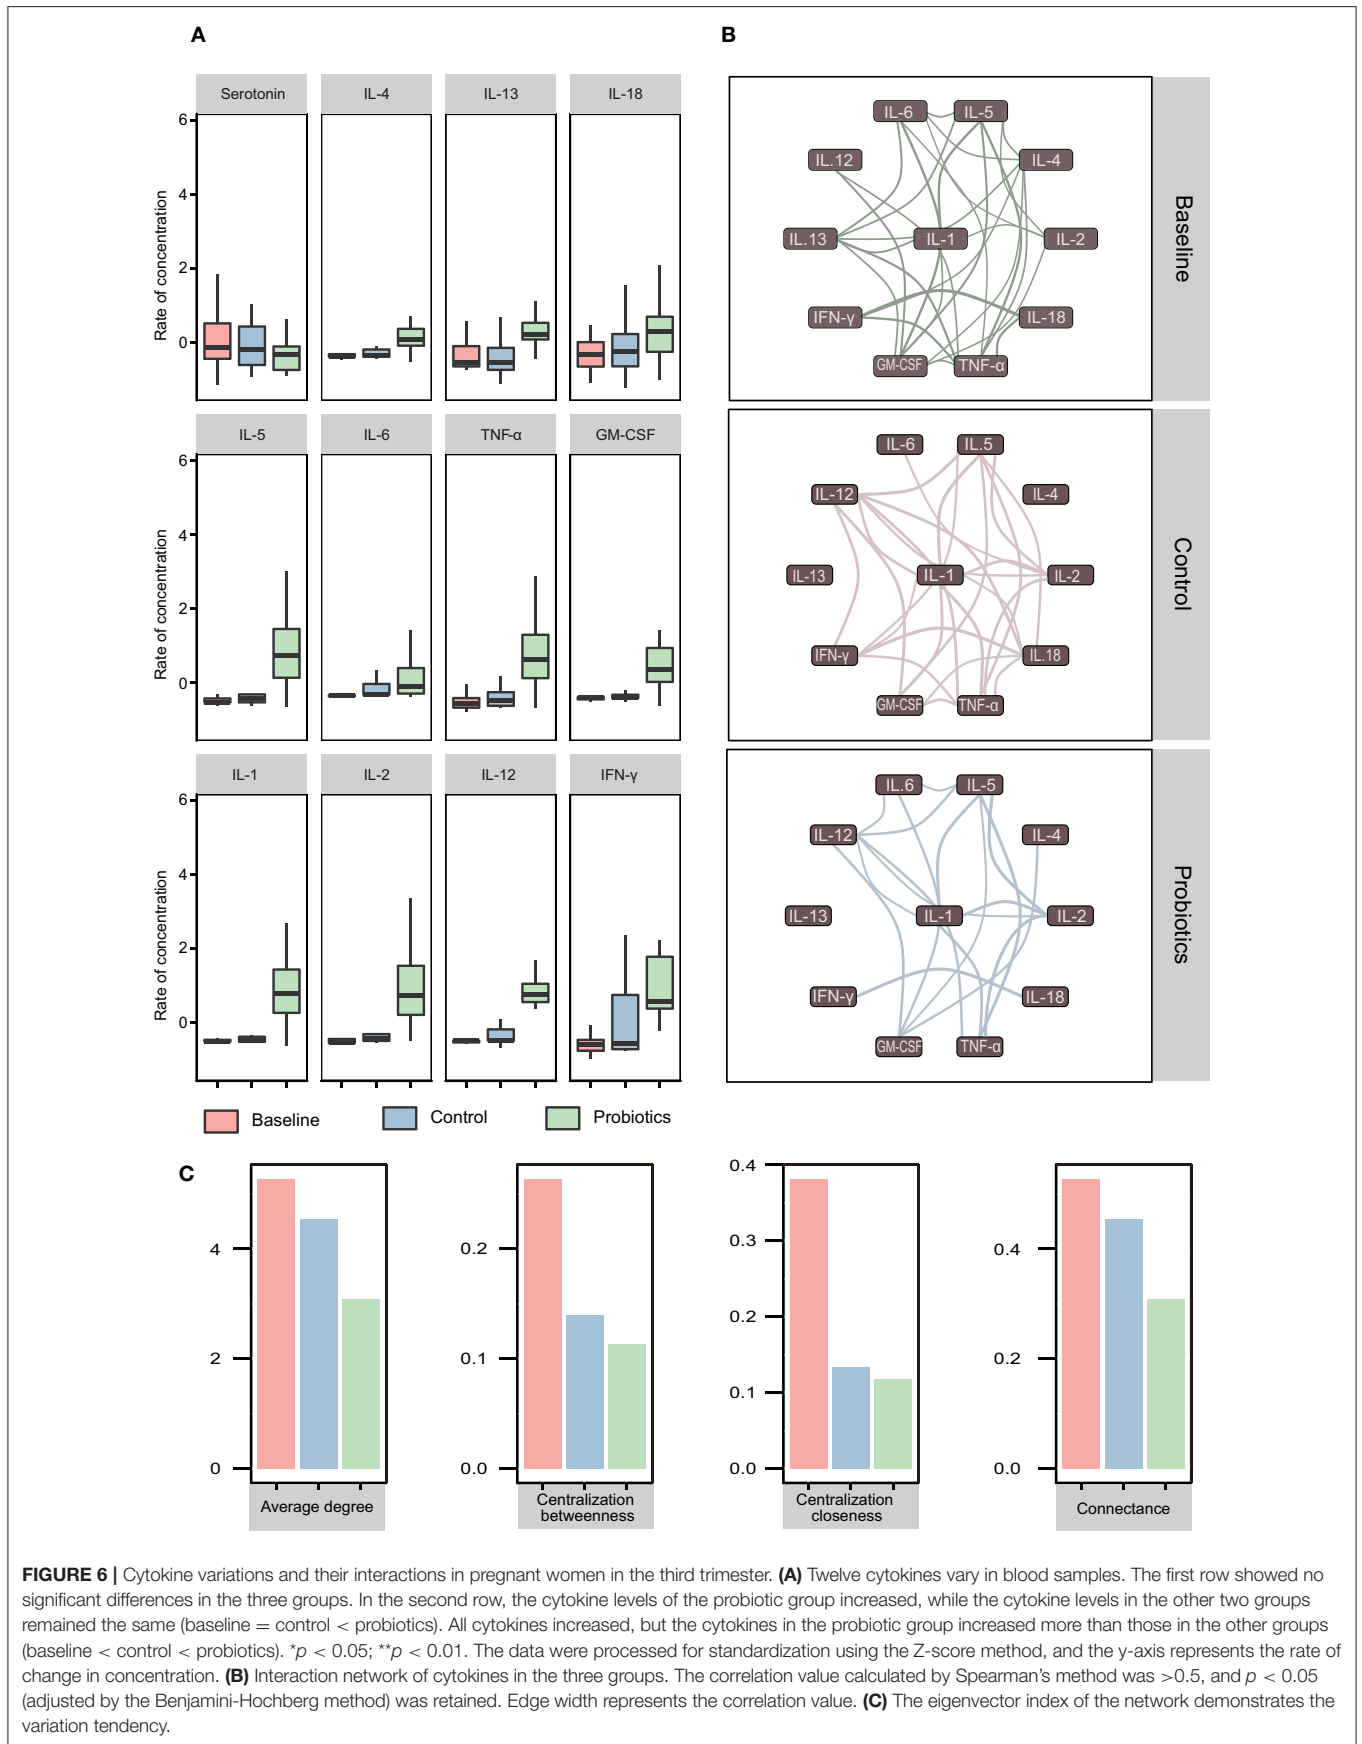 A
Serotonin IL-4 IL-13 IL-18
Rate of concentration
6
4
2
0
IL-5 IL-6 TNF-α GM-CSF
Rate of concentration
6
4
2
0
IL-1 IL-2 IL-12 IFN-γ
Rate of concentration
6
4
2
0
Baseline Control Probiotics
B
IL-6 IL-5
IL.12 IL-4
IL.13 IL-1 IL-2
IFN-γ IL-18
GM-CSF TNF-α
Baseline
IL-6 IL.5
IL-12 IL-4
IL-13 IL-1 IL-2
IFN-γ IL.18
GM-CSF TNF-α
Control
IL.6 IL-5
IL-12 IL-4
IL-13 IL-1 IL-2
IFN-γ IL-18
GM-CSF TNF-α
Probiotics
C
4
2
0
Average degree
0.2
0.1
0.0
Centralization
betweenness
0.4
0.3
0.2
0.1
0.0
Centralization
closeness
0.4
0.2
0.0
Connectance
FIGURE 6 | Cytokine variations and their interactions in pregnant women in the third trimester. (A) Twelve cytokines vary in blood samples. The first row showed no
significant differences in the three groups. In the second row, the cytokine levels of the probiotic group increased, while the cytokine levels in the other two groups
remained the same (baseline = control < probiotics). All cytokines increased, but the cytokines in the probiotic group increased more than those in the other groups
(baseline < control < probiotics). *p < 0.05; **p < 0.01. The data were processed for standardization using the Z-score method, and the y-axis represents the rate of
change in concentration. (B) Interaction network of cytokines in the three groups. The correlation value calculated by Spearman's method was >0.5, and p < 0.05
(adjusted by the Benjamini-Hochberg method) was retained. Edge width represents the correlation value. (C) The eigenvector index of the network demonstrates the
variation tendency.